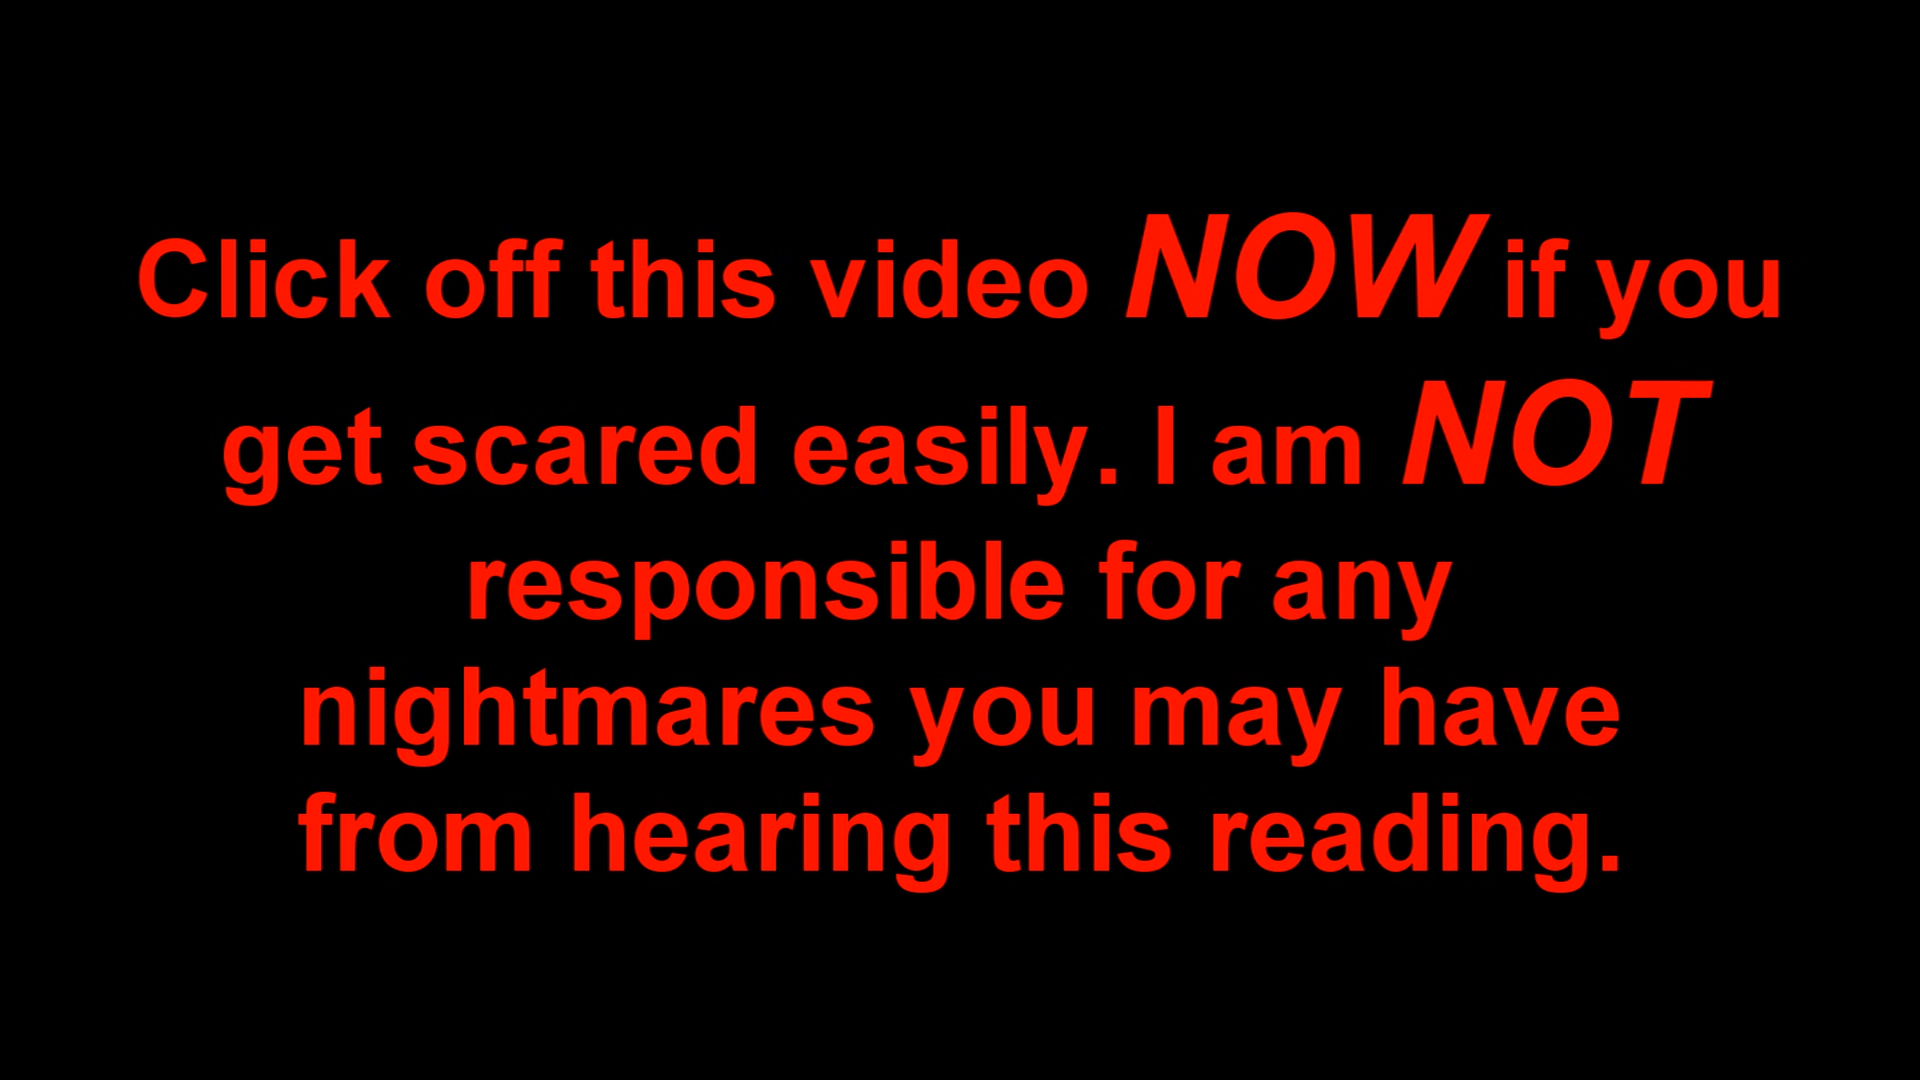 Click off this video NOW if you
get scared easily. I am NOT
responsible for any
nightmares you may have
from hearing this reading.